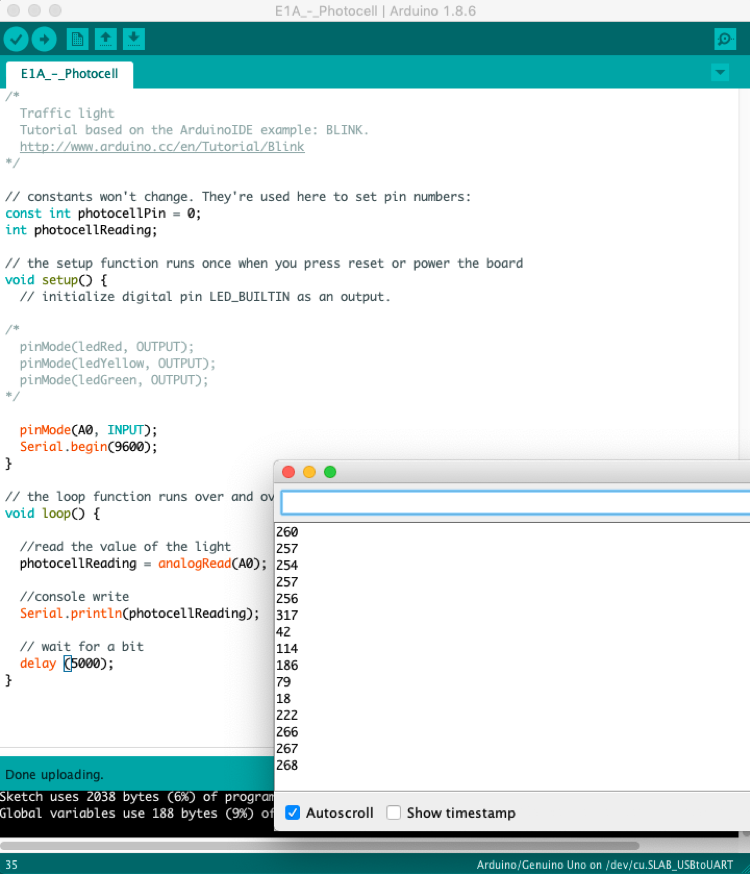 E1A_-_Photocell | Arduino 1.8.6
E1A_-_Photocell
/*
Traffic light
Tutorial based on the ArduinoIDE example: BLINK.
http://www.arduino.cc/en/Tutorial/Blink
*/
// constants won't change. They're used here to set pin numbers:
const int photocellPin = 0;
int photocellReading;
// the setup function runs once when you press reset or power the board
void setup() {
// initialize digital pin LED_BUILTIN as an output.
/*
pinMode(ledRed, OUTPUT);
pinMode(ledYellow, OUTPUT);
pinMode(ledGreen, OUTPUT);
*/
pinMode(A0, INPUT);
Serial.begin(9600);
}
// the loop function runs over and ov
void loop() {
//read the value of the light
photocellReading = analogRead(A0);
//console write
Serial.println(photocellReading);
// wait for a bit
delay (5000);
}
260
257
254
257
256
317
42
114
186
79
18
222
266
267
268
Autoscroll Show timestamp
Done uploading.
Sketch uses 2038 bytes (6%) of program
Global variables use 188 bytes (9%) of
35 Arduino/Genuino Uno on /dev/cu.SLAB_USBtoUART